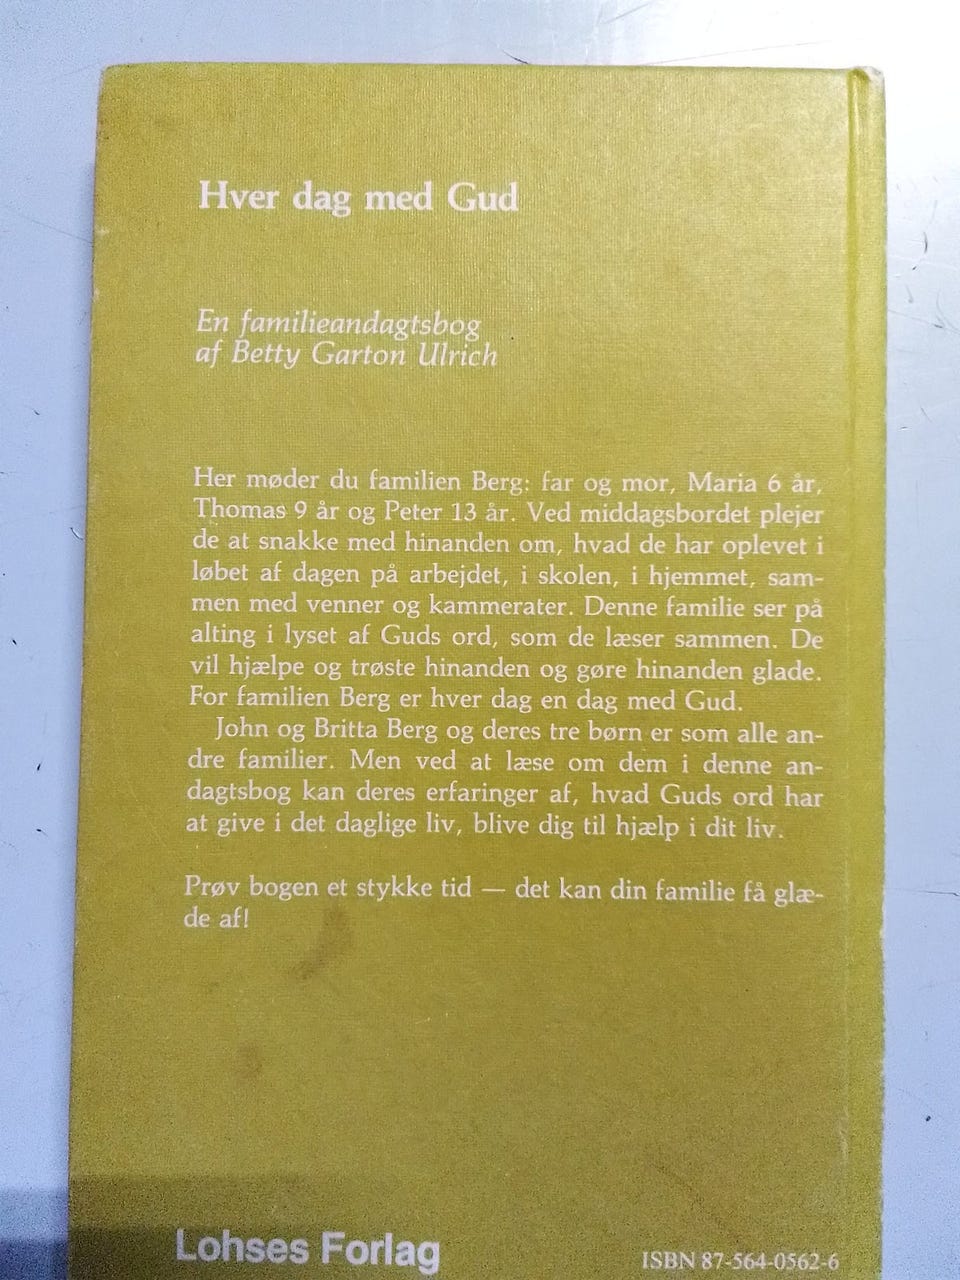 Hver dag med Gud
En familieandagtsbog
af Betty Garton Ulrich
Her møder du familien Berg: far og mor, Maria 6 år,
Thomas 9 år og Peter 13 år. Ved middagsbordet plejer
de at snakke med hinanden om, hvad de har oplevet i
løbet af dagen på arbejdet, i skolen, i hjemmet, sam-
men med venner og kammerater. Denne familie ser på
alting i lyset af Guds ord, som de læser sammen. De
vil hjælpe og trøste hinanden og gøre hinanden glade.
For familien Berg er hver dag en dag med Gud.
John og Britta Berg og deres tre børn er som alle an-
dre familier. Men ved at læse om dem i denne an-
dagtsbog kan deres erfaringer af, hvad Guds ord har
at give i det daglige liv, blive dig til hjælp i dit liv.
Prøv bogen et stykke tid — det kan din familie få glæ-
de af!
Lohses Forlag
ISBN 87-564-0562-6